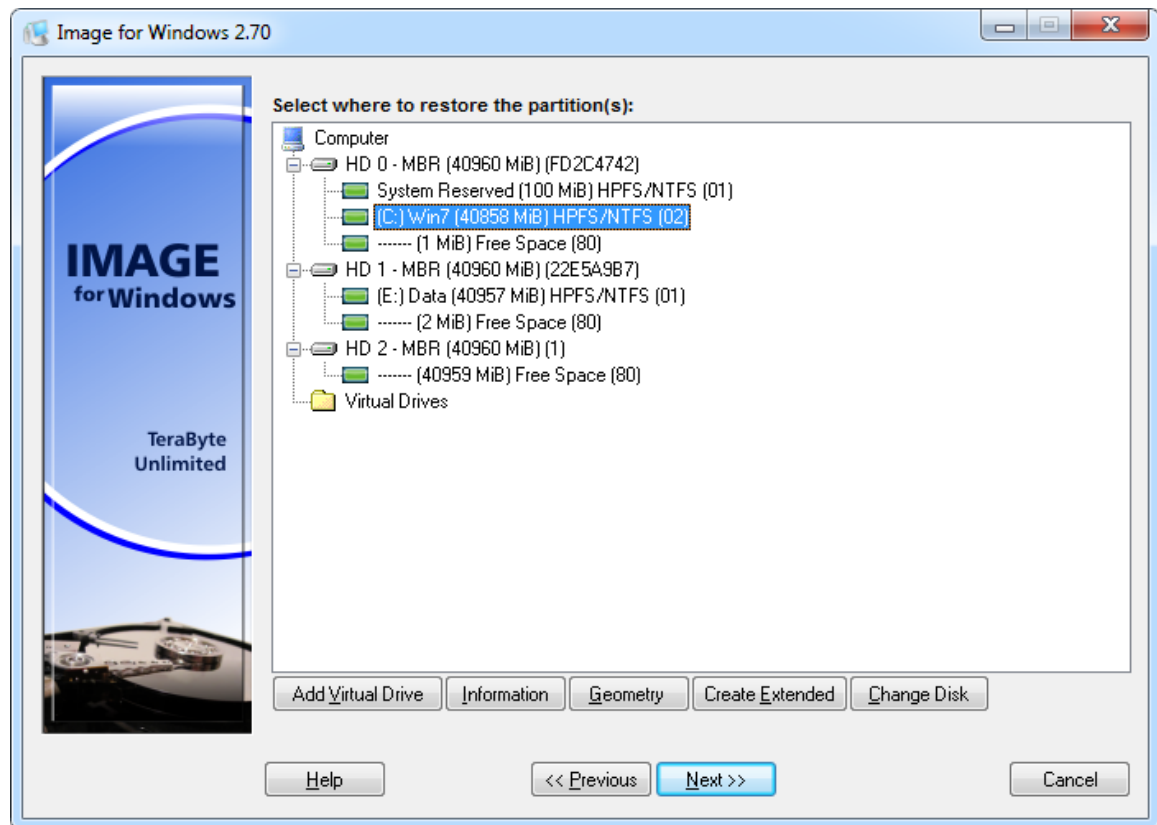 Image for Windows 2.70
IMAGE
for Windows
TeraByte
Unlimited
Select where to restore the partition(s):
Computer
HD 0 - MBR (40960 MiB) (FD2C4742)
System Reserved (100 MiB) HPFS/NTFS (01)
(C:) Win7 (40858 MiB) HPFS/NTFS (02)
------ (1 MiB) Free Space (80)
HD 1 - MBR (40960 MiB) (22E5A9B7)
(E:) Data (40957 MiB) HPFS/NTFS (01)
------ (2 MiB) Free Space (80)
HD 2 - MBR (40960 MiB) (1)
------ (40959 MiB) Free Space (80)
Virtual Drives
Add Virtual Drive Information Geometry Create Extended Change Disk
Help << Previous Next >> Cancel